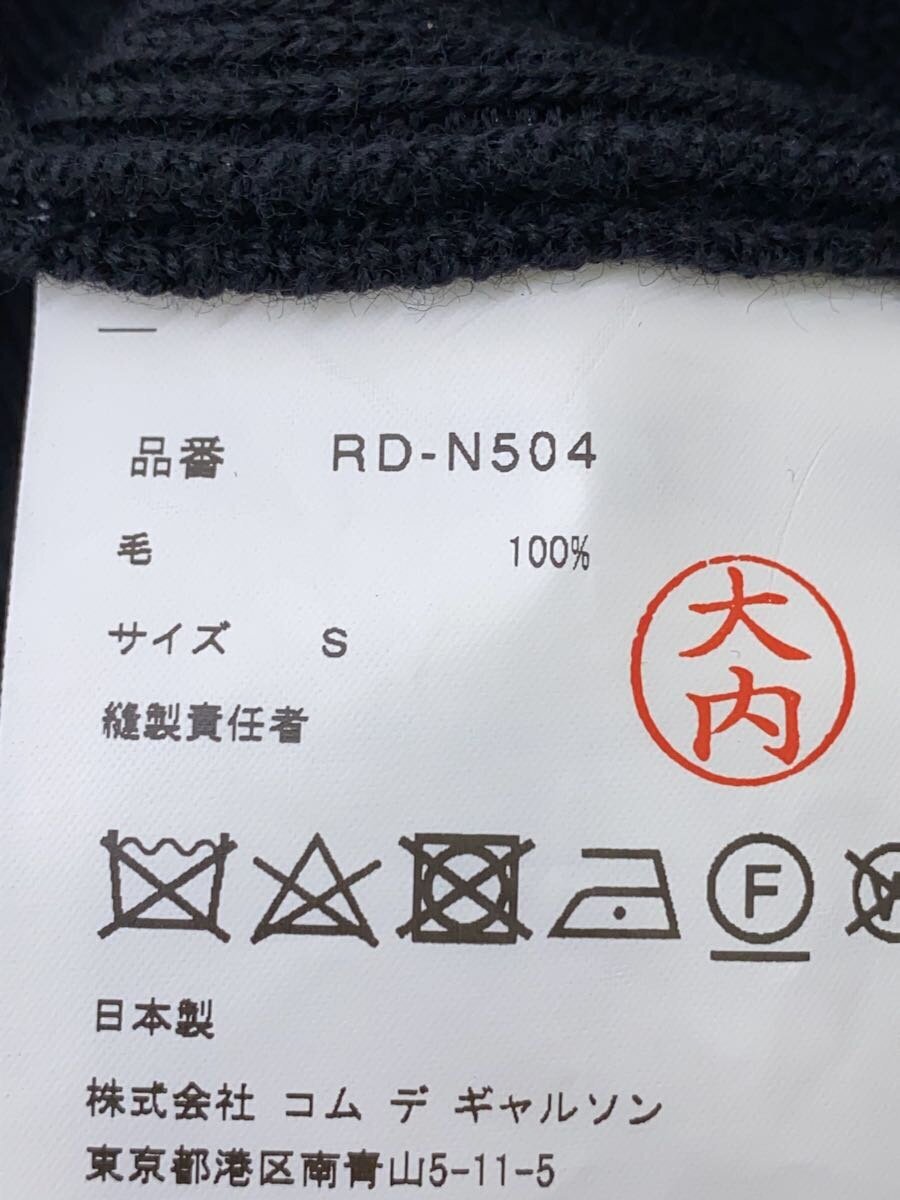 品番 RD-N504
毛 100%
サイズ S
縫製責任者
大内
F
W
日本製
株式会社 コム デ ギャルソン
東京都港区南青山5-11-5